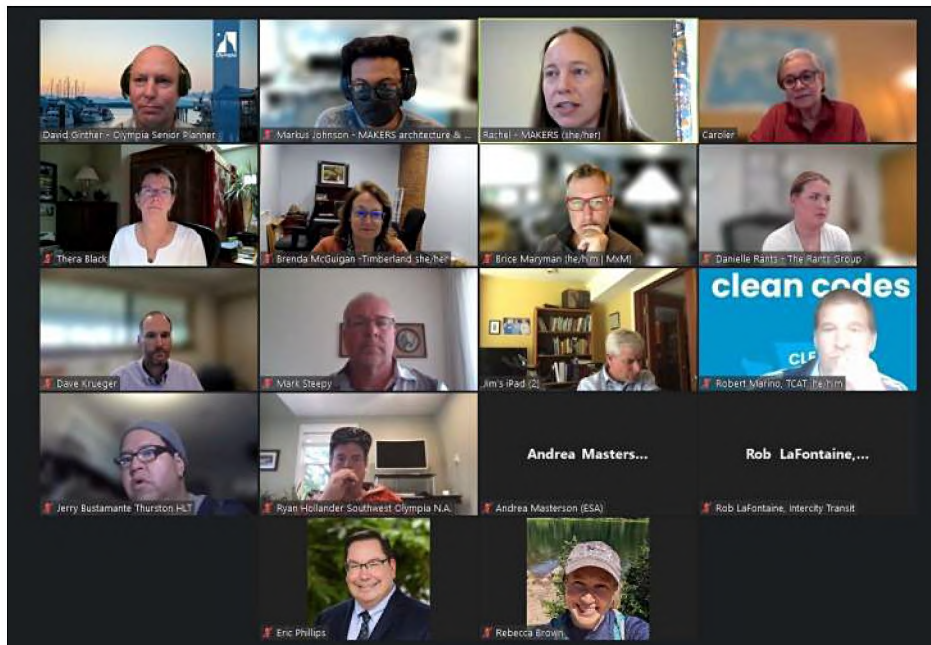 Olympia
David Ginther - Olympia Senior Planner
Markus Johnson - MAKERS architecture & ...
Rachel - MAKERS (she/her)
Caroler
Thera Black
Brenda McGuigan -Timberland she/her
Brice Maryman (he/him | MxM)
Danielle Rants - The Rants Group
clean codes
CLE
Dave Krueger
Mark Steepy
Jim's iPad (2)
Robert Marino, TCAT, he/him
Andrea Masters...
Rob LaFontaine,...
Jerry Bustamante Thurston HLT
Ryan Hollander Southwest Olympia N.A.
Andrea Masterson (ESA)
Rob LaFontaine, Intercity Transit
Eric Phillips
Rebecca Brown